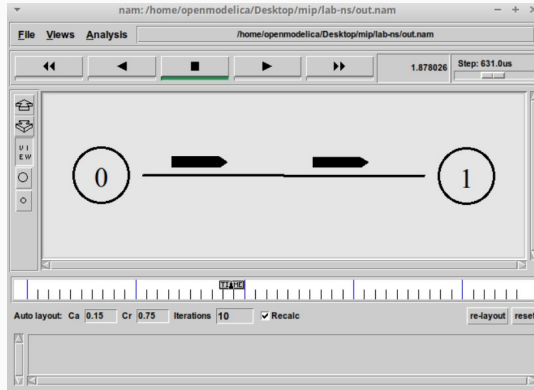 nam: /home/openmodelica/Desktop/mip/lab-ns/out.nam
File Views Analysis /home/openmodelica/Desktop/mip/lab-ns/out.nam
1.878026 Step: 631.0us
V I
E W
0 1
TIME
Auto layout: Ca 0.15 Cr 0.75 Iterations 10 Recalc re-layout reset